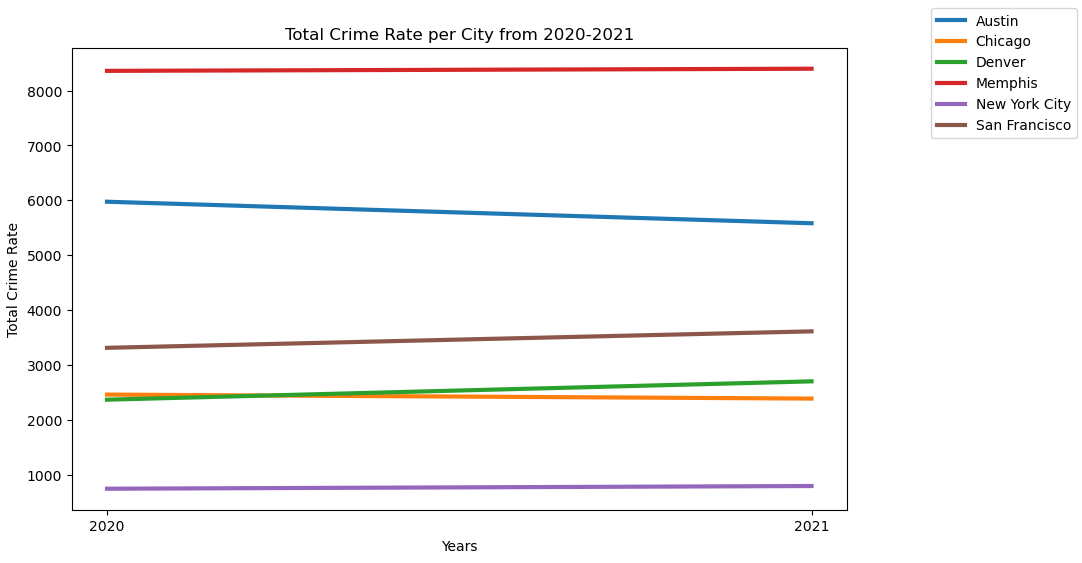 Total Crime Rate per City from 2020-2021
Austin
Chicago
Denver
Memphis
New York City
San Francisco
8000
7000
6000
5000
4000
3000
2000
1000
Total Crime Rate
2020
2021
Years